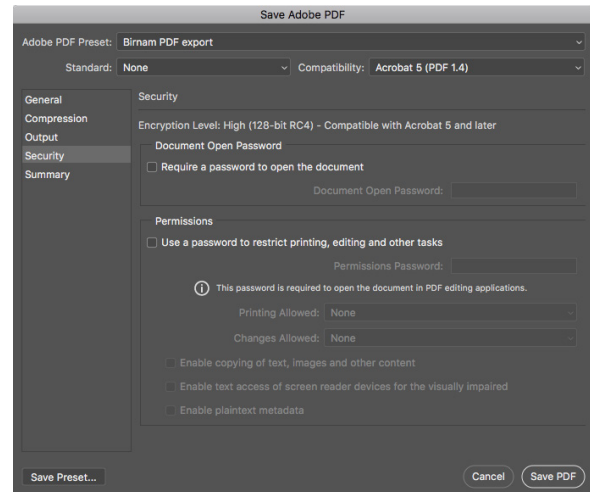 Save Adobe PDF
Adobe PDF Preset: Birnam PDF export
Standard: None Compatibility: Acrobat 5 (PDF 1.4)
General
Compression
Output
Security
Summary
Security
Encryption Level: High (128-bit RC4) - Compatible with Acrobat 5 and later
Document Open Password
Require a password to open the document
Document Open Password:
Permissions
Use a password to restrict printing, editing and other tasks
Permissions Password:
This password is required to open the document in PDF editing applications.
Printing Allowed: None
Changes Allowed: None
Enable copying of text, images and other content
Enable text access of screen reader devices for the visually impaired
Enable plaintext metadata
Save Preset... Cancel Save PDF